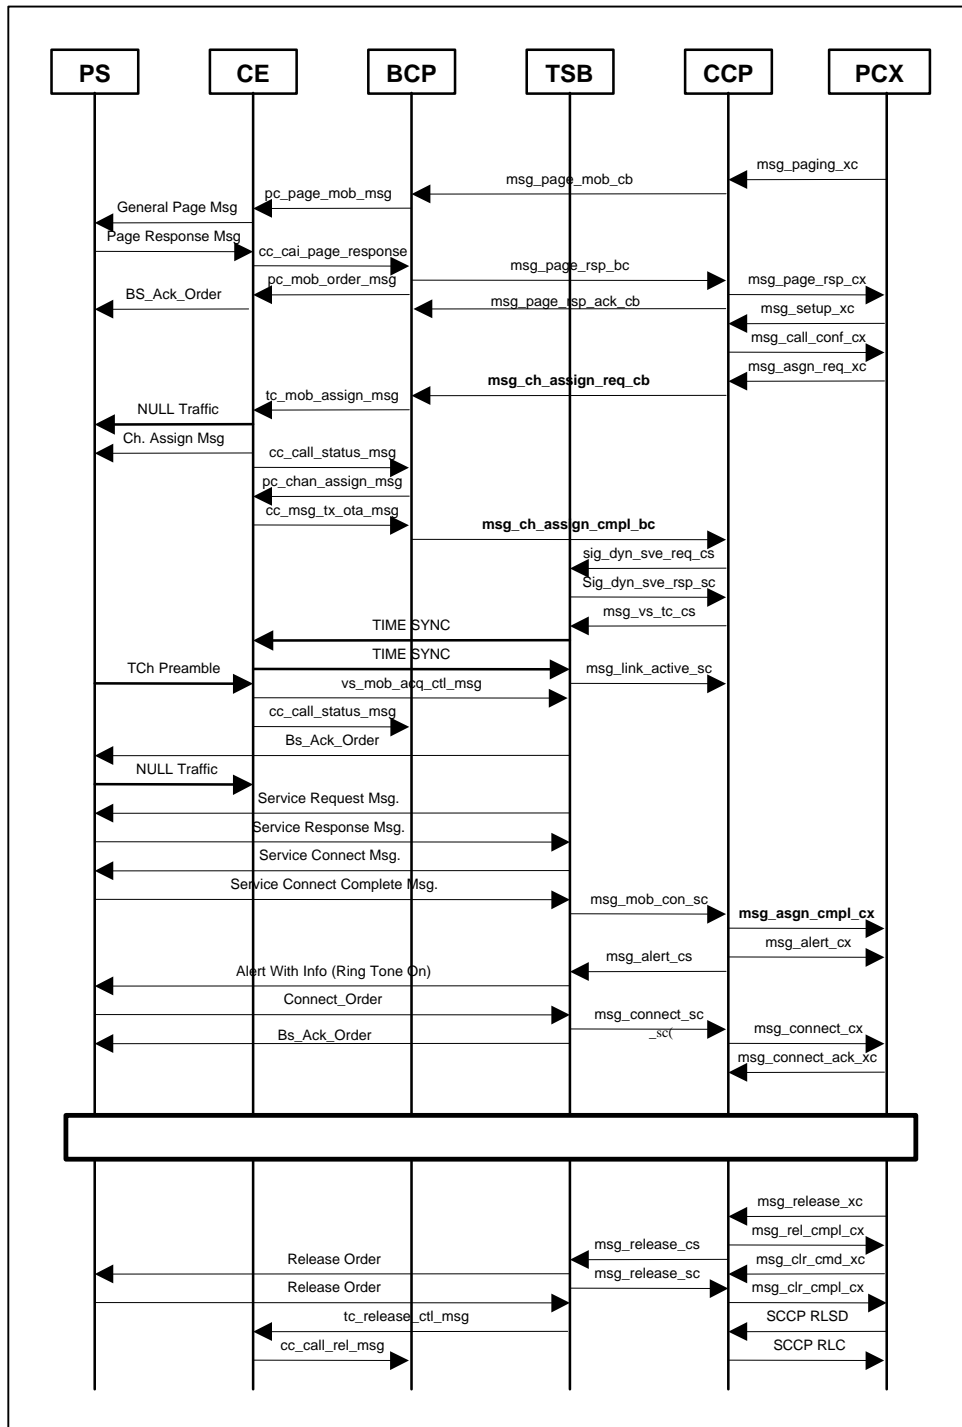 PS CE BCP TSB CCP PCX
msg_paging_xc
msg_page_mob_cb
pc_page_mob_msg
General Page Msg
Page Response Msg
cc_cai_page_response
msg_page_rsp_bc
pc_mob_order_msg
msg_page_rsp_cx
BS_Ack_Order
msg_page_rsp_ack_cb
msg_setup_xc
msg_call_conf_cx
msg_asgn_req_xc
msg_ch_assign_req_cb
tc_mob_assign_msg
NULL Traffic
Ch. Assign Msg
cc_call_status_msg
pc_chan_assign_msg
cc_msg_tx_ota_msg
msg_ch_assign_cmpl_bc
sig_dyn_sve_req_cs
Sig_dyn_sve_rsp_sc
msg_vs_tc_cs
TIME SYNC
TIME SYNC
TCh Preamble
msg_link_active_sc
vs_mob_acq_ctl_msg
cc_call_status_msg
Bs_Ack_Order
NULL Traffic
Service Request Msg.
Service Response Msg.
Service Connect Msg.
Service Connect Complete Msg.
msg_mob_con_sc
msg_asgn_cmpl_cx
msg_alert_cx
msg_alert_cs
Alert With Info (Ring Tone On)
Connect_Order
msg_connect_sc
_sc(
msg_connect_cx
Bs_Ack_Order
msg_connect_ack_xc
msg_release_xc
msg_rel_cmpl_cx
msg_release_cs
Release Order
msg_clr_cmd_xc
msg_release_sc
Release Order
msg_clr_cmpl_cx
tc_release_ctl_msg
SCCP RLSD
cc_call_rel_msg
SCCP RLC